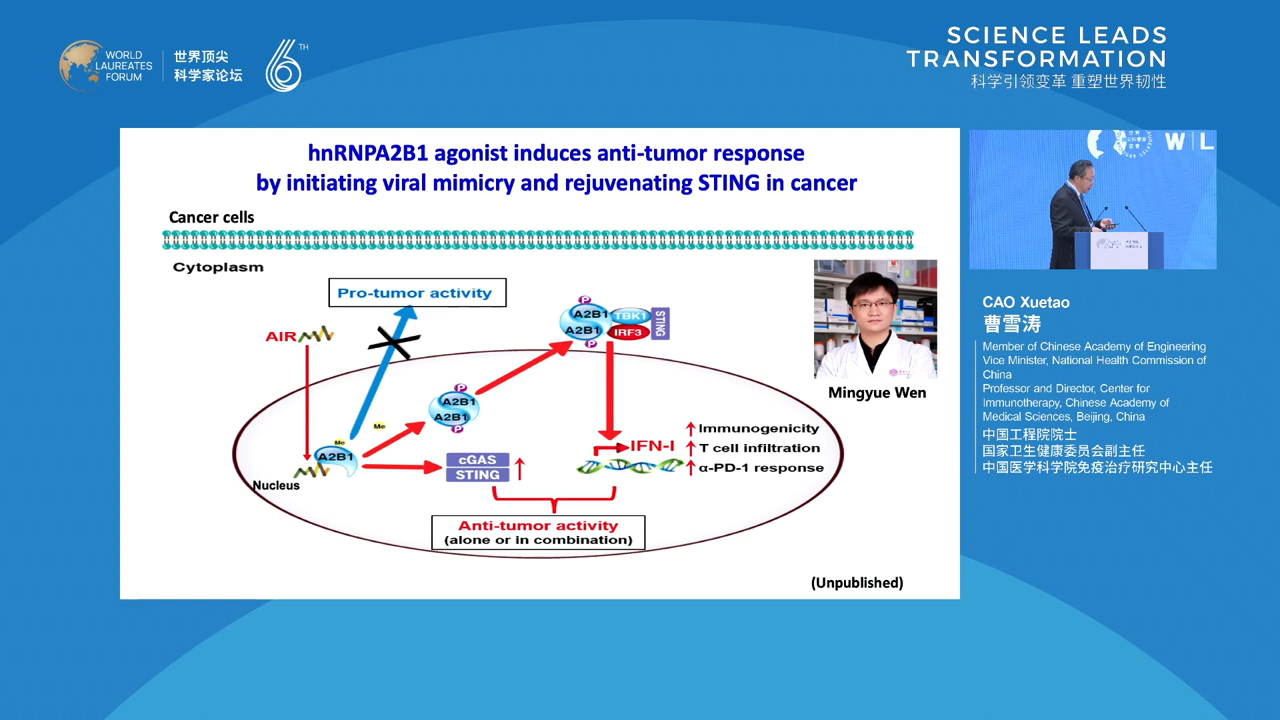 WORLD
LAUREATES
FORUM
世界顶尖
科学家论坛
6TH
SCIENCE LEADS
TRANSFORMATION
科学引领变革 重塑世界韧性
hnRNPA2B1 agonist induces anti-tumor response
by initiating viral mimicry and rejuvenating STING in cancer
Cancer cells
Cytoplasm
Pro-tumor activity
AIR
P
A2B1
A2B1
P
TBK1
IRF3
STING
P
A2B1
A2B1
P
Me
Me
A2B1
Nucleus
cGAS
STING
IFN-I
Immunogenicity
T cell infiltration
α-PD-1 response
Anti-tumor activity
(alone or in combination)
Mingyue Wen
(Unpublished)
W L
CAO Xuetao
曹雪涛
Member of Chinese Academy of Engineering
Vice Minister, National Health Commission of
China
Professor and Director, Center for
Immunotherapy, Chinese Academy of
Medical Sciences, Beijing, China
中国工程院院士
国家卫生健康委员会副主任
中国医学科学院免疫治疗研究中心主任